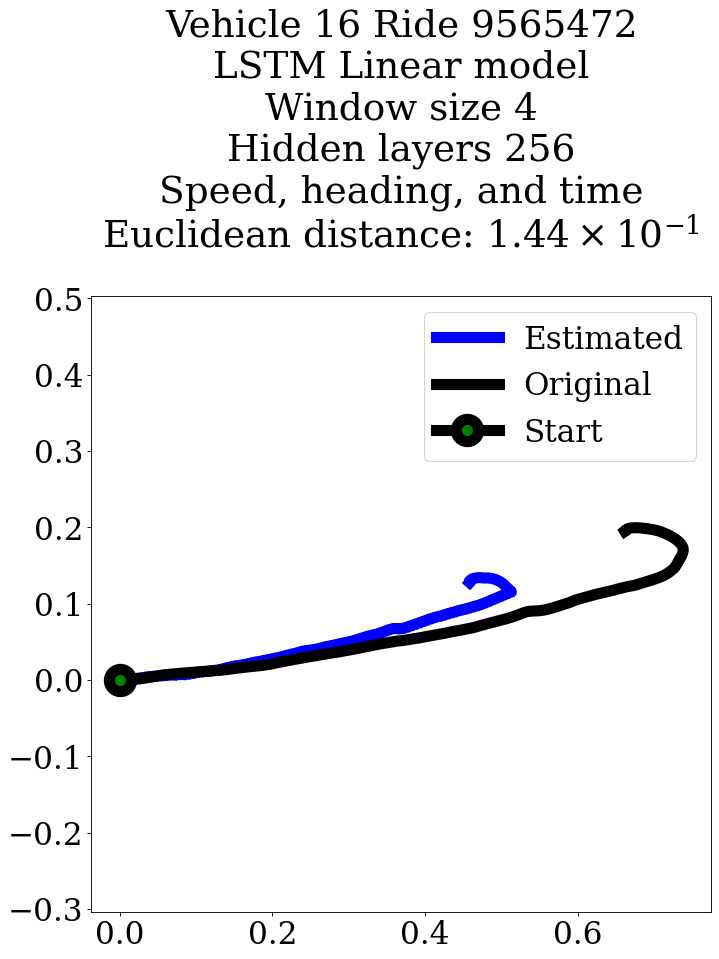 Vehicle 16 Ride 9565472
LSTM Linear model
Window size 4
Hidden layers 256
Speed, heading, and time
Euclidean distance: 1.44 × 10⁻¹
Estimated
Original
Start
0.5
0.4
0.3
0.2
0.1
0.0
−0.1
−0.2
−0.3
0.0 0.2 0.4 0.6